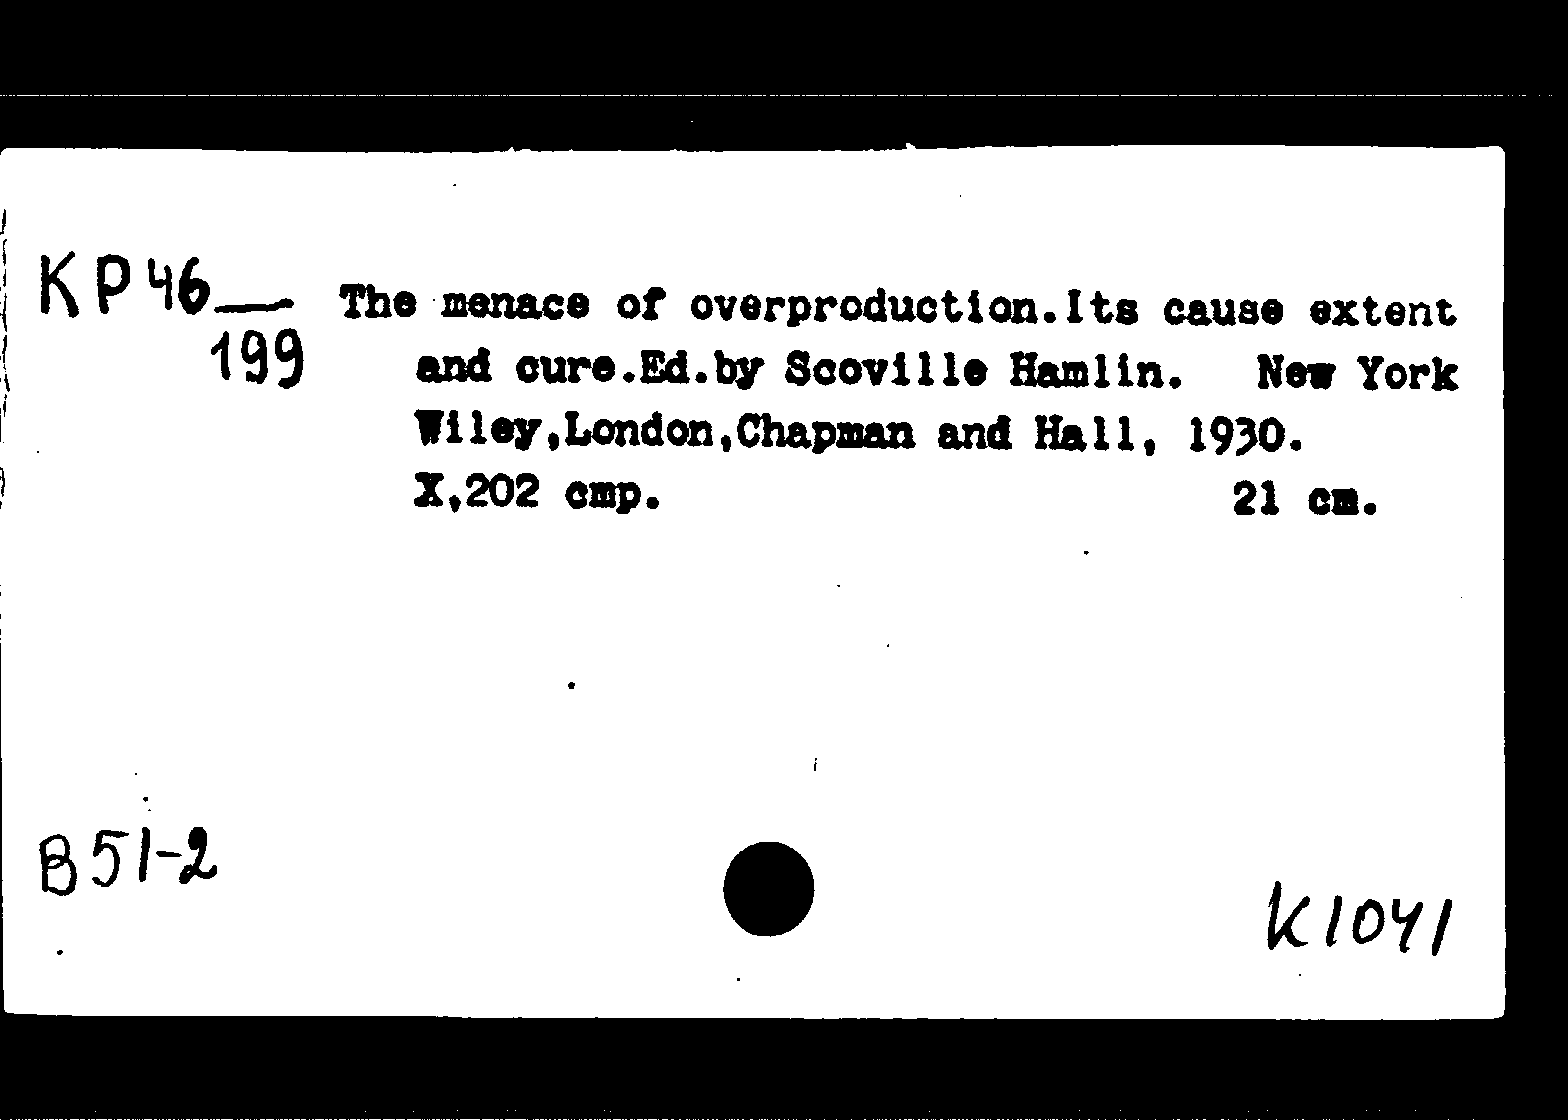 KP46
199
The menace of overproduction.Its cause extent
and cure.Ed.by Scoville Hamlin. New York
Wiley,London,Chapman and Hall, 1930.
X,202 cmp. 21 cm.
B51-2
K1041